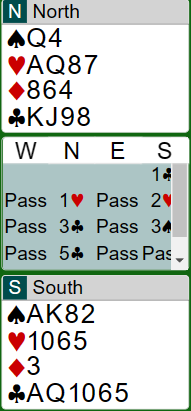 N North
♠Q4
♥AQ87
♦864
♣KJ98
W N E S
1♣
Pass 1♥ Pass 2♥
Pass 3♣ Pass 3♠
Pass 5♣ Pass Pas
S South
♠AK82
♥1065
♦3
♣AQ1065